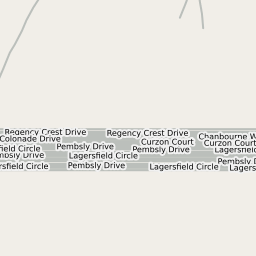 Regency Crest Drive
Regency Crest Drive
Chanbourne W
Colonade Drive
Curzon Court
Curzon Court
field Circle
Pembsly Drive
Pembsly Drive
Lagersfield
mbsly Drive
Lagersfield Circle
Pembsly D
rsfield Circle
Pembsly Drive
Lagersfield Circle
Lagers